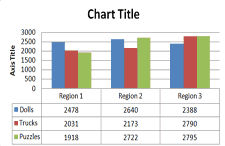 Chart Title
Axis Title
3000
2500
2000
1500
1000
500
0
Region 1 Region 2 Region 3
Dolls 2478 2640 2388
Trucks 2031 2173 2790
Puzzles 1918 2722 2795